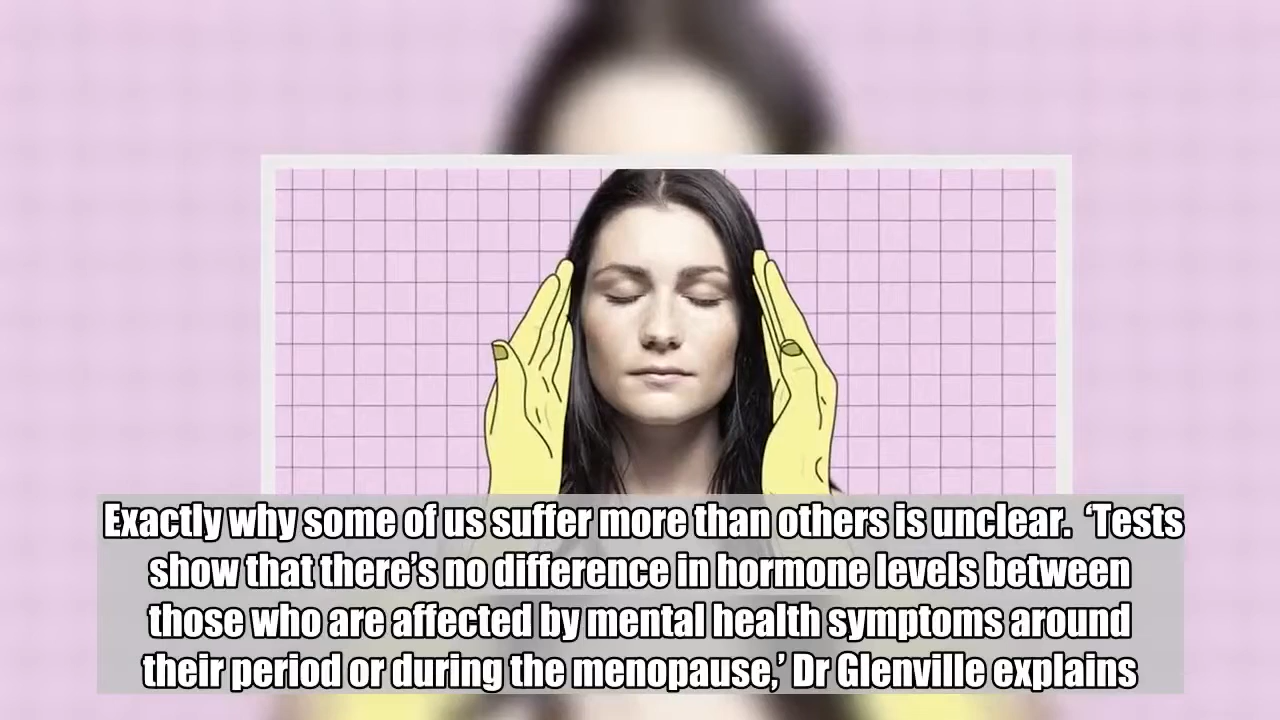 Exactly why some of us suffer more than others is unclear.  ‘Tests
show that there’s no difference in hormone levels between
those who are affected by mental health symptoms around
their period or during the menopause,’ Dr Glenville explains